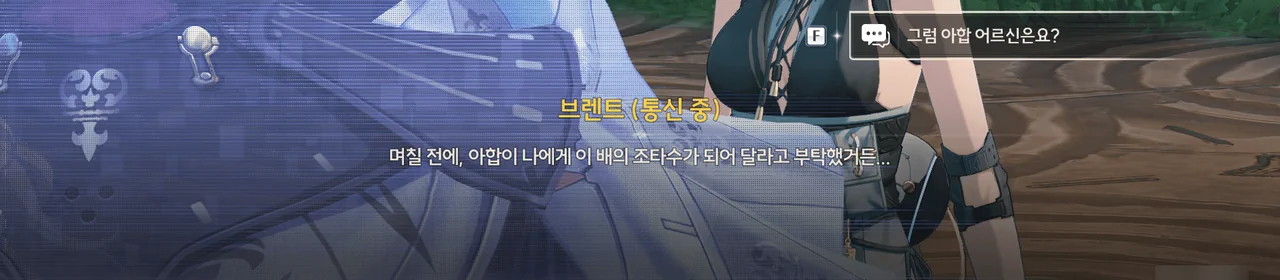 F
그럼 아합 어르신은요?
브렌트 (통신 중)
며칠 전에, 아합이 나에게 이 배의 조타수가 되어 달라고 부탁했거든...